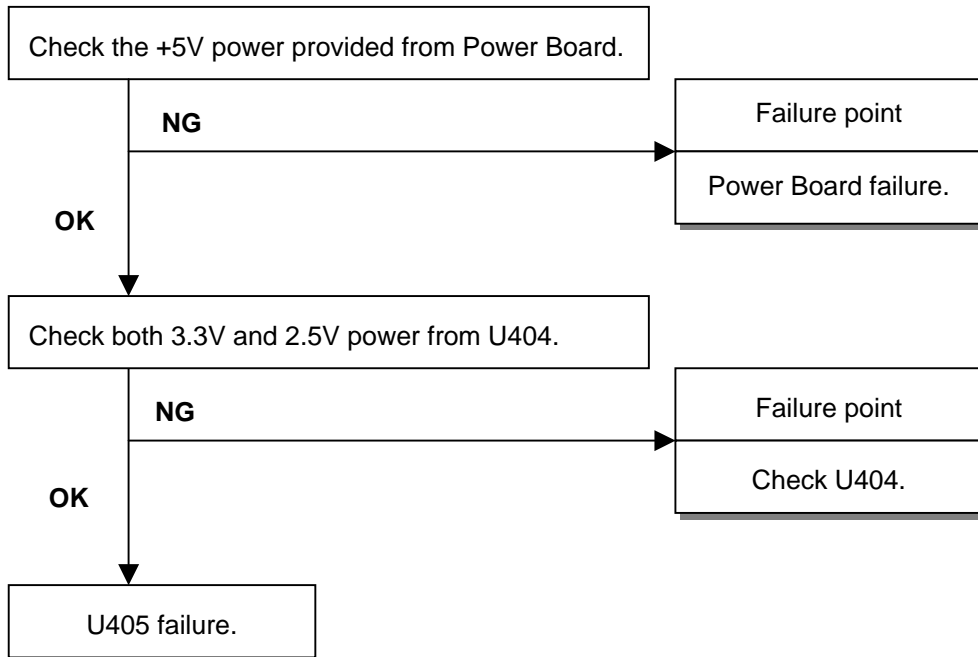 Check the +5V power provided from Power Board.
NG
Failure point
Power Board failure.
OK
Check both 3.3V and 2.5V power from U404.
NG
Failure point
Check U404.
OK
U405 failure.